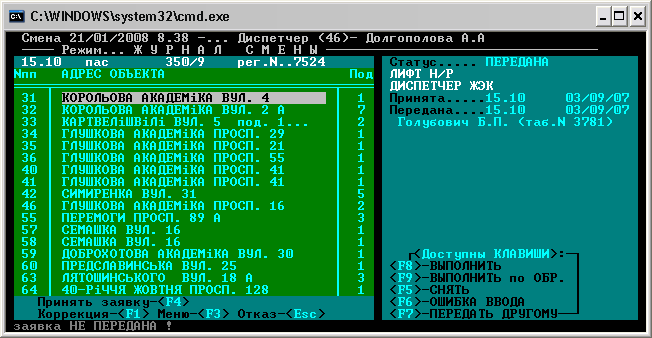 C:\WINDOWS\system32\cmd.exe
Смена 21/01/2008 8.38 -... Диспетчер (46)- Долгополова А.А
Режим... Ж У Р Н А Л   С М Е Н Ы
15.10 пас 350/9 рег.N..7524
Nпп АДРЕС ОБЪЕКТА Под
31 КОРОЛЬОВА АКАДЕМіКА ВУЛ. 4 1
32 КОРОЛЬОВА АКАДЕМіКА ВУЛ. 2 А 7
33 КАРТВЕЛіШВіЛі ВУЛ. 5 под. 1... 2
34 ГЛУШКОВА АКАДЕМіКА ПРОСП. 29 1
35 ГЛУШКОВА АКАДЕМіКА ПРОСП. 21 1
36 ГЛУШКОВА АКАДЕМіКА ПРОСП. 55 1
40 ГЛУШКОВА АКАДЕМіКА ПРОСП. 41 1
41 ГЛУШКОВА АКАДЕМіКА ПРОСП. 41 1
42 СИМИРЕНКА ВУЛ. 31 5
46 ГЛУШКОВА АКАДЕМіКА ПРОСП. 16 2
55 ПЕРЕМОГИ ПРОСП. 89 А 3
57 СЕМАШКА ВУЛ. 16 1
58 СЕМАШКА ВУЛ. 16 1
59 ДОБРОХОТОВА АКАДЕМіКА ВУЛ. 30 1
60 ПРЕДСЛАВИНСЬКА ВУЛ. 25 1
63 ЛЯТОШИНСЬКОГО ВУЛ. 18 А 3
64 40-РіЧЧЯ ЖОВТНЯ ПРОСП. 128 1
Принять заявку-<F4>
Коррекция-<F1> Меню-<F3> Отказ-<Esc>
заявка НЕ ПЕРЕДАНА !
Статус..... ПЕРЕДАНА
ЛИФТ Н/Р
ДИСПЕТЧЕР ЖЭК
Принята.....15.10 03/09/07
Передана....15.10 03/09/07
Голубович Б.П. (таб.N 3781)
<Доступны КЛАВИШИ>:
<F8>-ВЫПОЛНИТЬ
<F9>-ВЫПОЛНИТЬ по ОБР.
<F5>-СНЯТЬ
<F6>-ОШИБКА ВВОДА
<F7>-ПЕРЕДАТЬ ДРУГОМУ